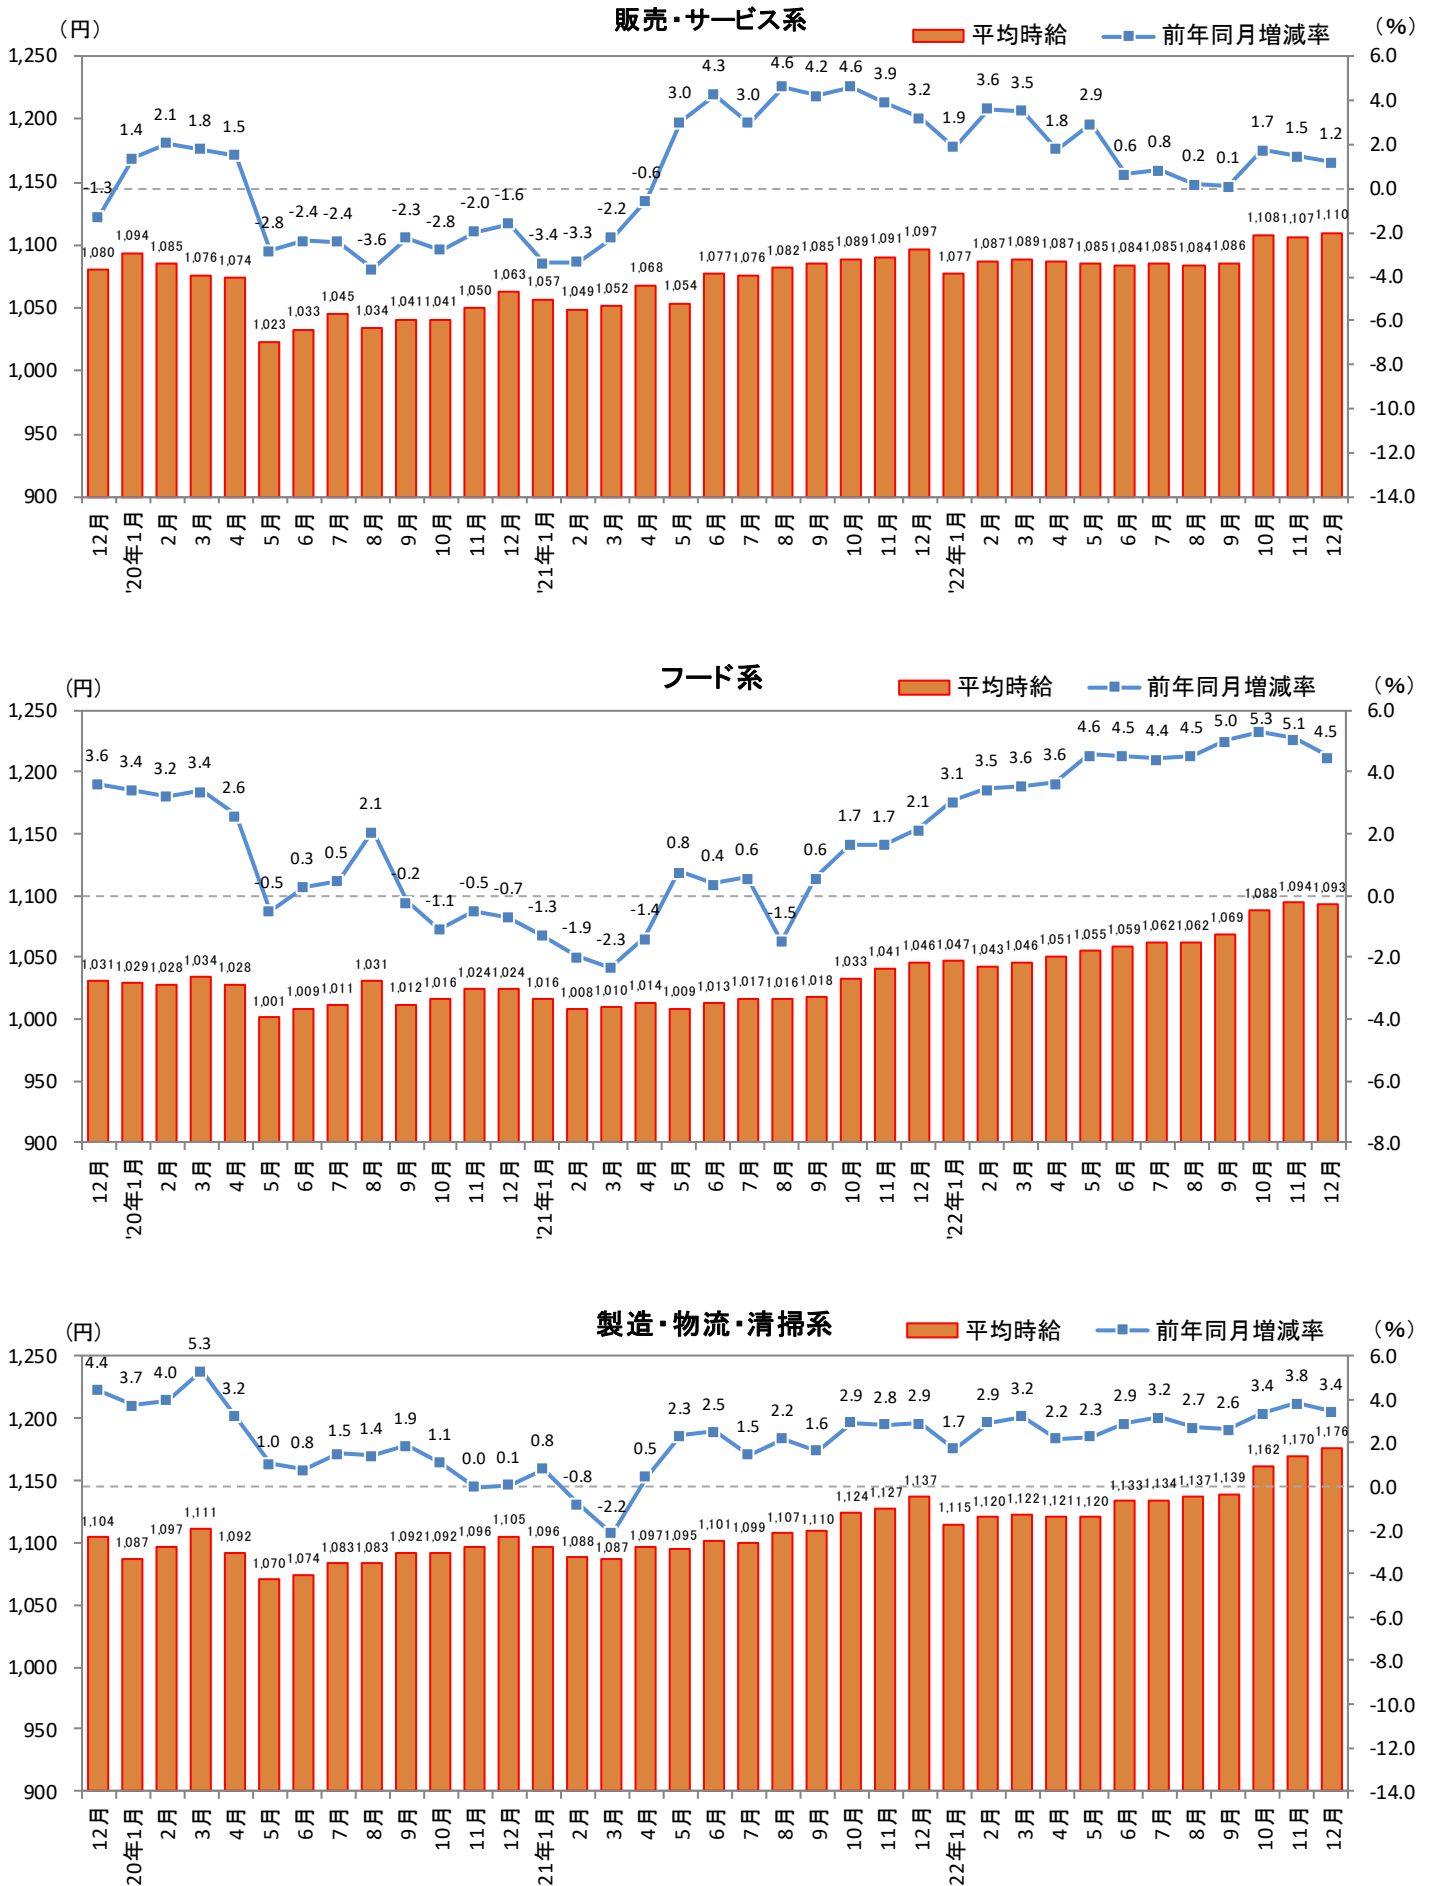 販売・サービス系
（円）
平均時給
前年同月増減率
（％）
1,250
1,200
1,150
1,100
1,050
1,000
950
900
6.0
4.0
2.0
0.0
-2.0
-4.0
-6.0
-8.0
-10.0
-12.0
-14.0
-1.3 1.4 2.1 1.8 1.5 -2.8 -2.4 -2.4 -3.6 -2.3 -2.8 -2.0 -1.6 -3.4 -3.3 -2.2 -0.6 3.0 4.3 3.0 4.6 4.2 4.6 3.9 3.2 1.9 3.6 3.5 1.8 2.9 0.6 0.8 0.2 0.1 1.7 1.5 1.2
1,080 1,094 1,085 1,076 1,074 1,023 1,033 1,045 1,034 1,041 1,041 1,050 1,063 1,057 1,049 1,052 1,068 1,054 1,077 1,076 1,082 1,085 1,089 1,091 1,097 1,077 1,087 1,089 1,087 1,085 1,084 1,085 1,084 1,086 1,108 1,107 1,110
12月 '20年1月 2月 3月 4月 5月 6月 7月 8月 9月 10月 11月 12月 '21年1月 2月 3月 4月 5月 6月 7月 8月 9月 10月 11月 12月 '22年1月 2月 3月 4月 5月 6月 7月 8月 9月 10月 11月 12月
フード系
（円）
平均時給
前年同月増減率
（％）
1,250
1,200
1,150
1,100
1,050
1,000
950
900
6.0
4.0
2.0
0.0
-2.0
-4.0
-6.0
-8.0
3.6 3.4 3.2 3.4 2.6 -0.5 0.3 0.5 2.1 -0.2 -1.1 -0.5 -0.7 -1.3 -1.9 -2.3 -1.4 0.8 0.4 0.6 -1.5 0.6 1.7 1.7 2.1 3.1 3.5 3.6 3.6 4.6 4.5 4.4 4.5 5.0 5.3 5.1 4.5
1,031 1,029 1,028 1,034 1,028 1,001 1,009 1,011 1,031 1,012 1,016 1,024 1,024 1,016 1,008 1,010 1,014 1,009 1,013 1,017 1,016 1,018 1,033 1,041 1,046 1,047 1,043 1,046 1,051 1,055 1,059 1,062 1,062 1,069 1,088 1,094 1,093
12月 '20年1月 2月 3月 4月 5月 6月 7月 8月 9月 10月 11月 12月 '21年1月 2月 3月 4月 5月 6月 7月 8月 9月 10月 11月 12月 '22年1月 2月 3月 4月 5月 6月 7月 8月 9月 10月 11月 12月
製造・物流・清掃系
（円）
平均時給
前年同月増減率
（％）
1,250
1,200
1,150
1,100
1,050
1,000
950
900
6.0
4.0
2.0
0.0
-2.0
-4.0
-6.0
-8.0
-10.0
-12.0
-14.0
4.4 3.7 4.0 5.3 3.2 1.0 0.8 1.5 1.4 1.9 1.1 0.0 0.1 0.8 -0.8 -2.2 0.5 2.3 2.5 1.5 2.2 1.6 2.9 2.8 2.9 1.7 2.9 3.2 2.2 2.3 2.9 3.2 2.7 2.6 3.4 3.8 3.4
1,104 1,087 1,097 1,111 1,092 1,070 1,074 1,083 1,083 1,092 1,092 1,096 1,105 1,096 1,088 1,087 1,097 1,095 1,101 1,099 1,107 1,110 1,124 1,127 1,137 1,115 1,120 1,122 1,121 1,120 1,133 1,134 1,137 1,139 1,162 1,170 1,176
12月 20年1月 2月 3月 4月 5月 6月 7月 8月 9月 10月 11月 12月 21年1月 2月 3月 4月 5月 6月 7月 8月 9月 10月 11月 12月 22年1月 2月 3月 4月 5月 6月 7月 8月 9月 10月 11月 12月